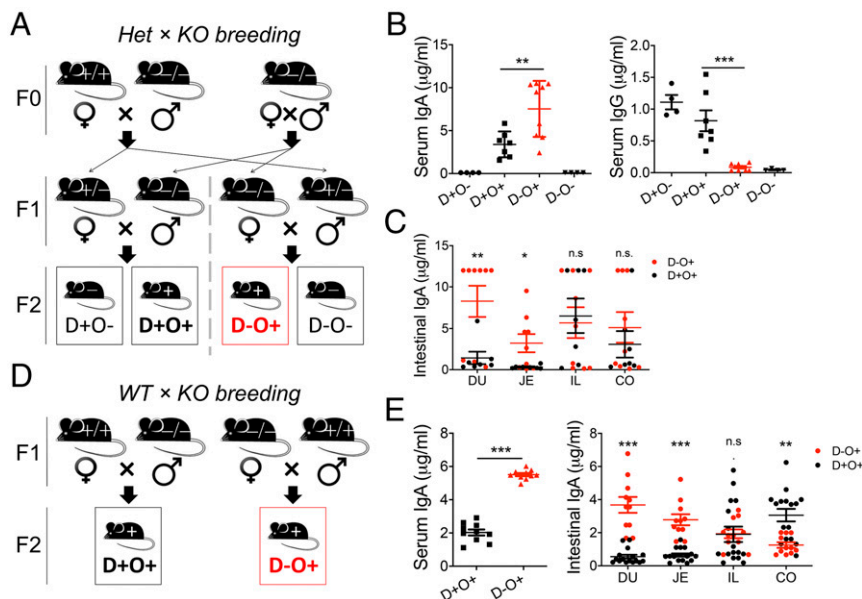 A
Het × KO breeding
+/+
-/-
-/-
F0
♀ × ♂
♀×♂
+/-
-/-
-/-
+/-
F1
♀ × ♂
♀ × ♂
F2
-
+
+
-
D+O-
D+O+
D-O+
D-O-
B
Serum IgA (μg/ml)
15
10
5
0
**
D+O-
D+O+
D-O+
D-O-
Serum IgG (μg/ml)
2.0
1.5
1.0
0.5
0.0
***
D+O-
D+O+
D-O+
D-O-
C
Intestinal IgA (μg/ml)
15
10
5
0
**
*
n.s
n.s.
D-O+
D+O+
DU
JE
IL
CO
D
WT × KO breeding
+/+
-/-
-/-
+/+
F1
♀ × ♂
♀ × ♂
F2
+
+
D+O+
D-O+
E
Serum IgA (μg/ml)
8
6
4
2
0
***
D+O+
D-O+
Intestinal IgA (μg/ml)
8
6
4
2
0
***
***
n.s
**
D-O+
D+O+
DU
JE
IL
CO